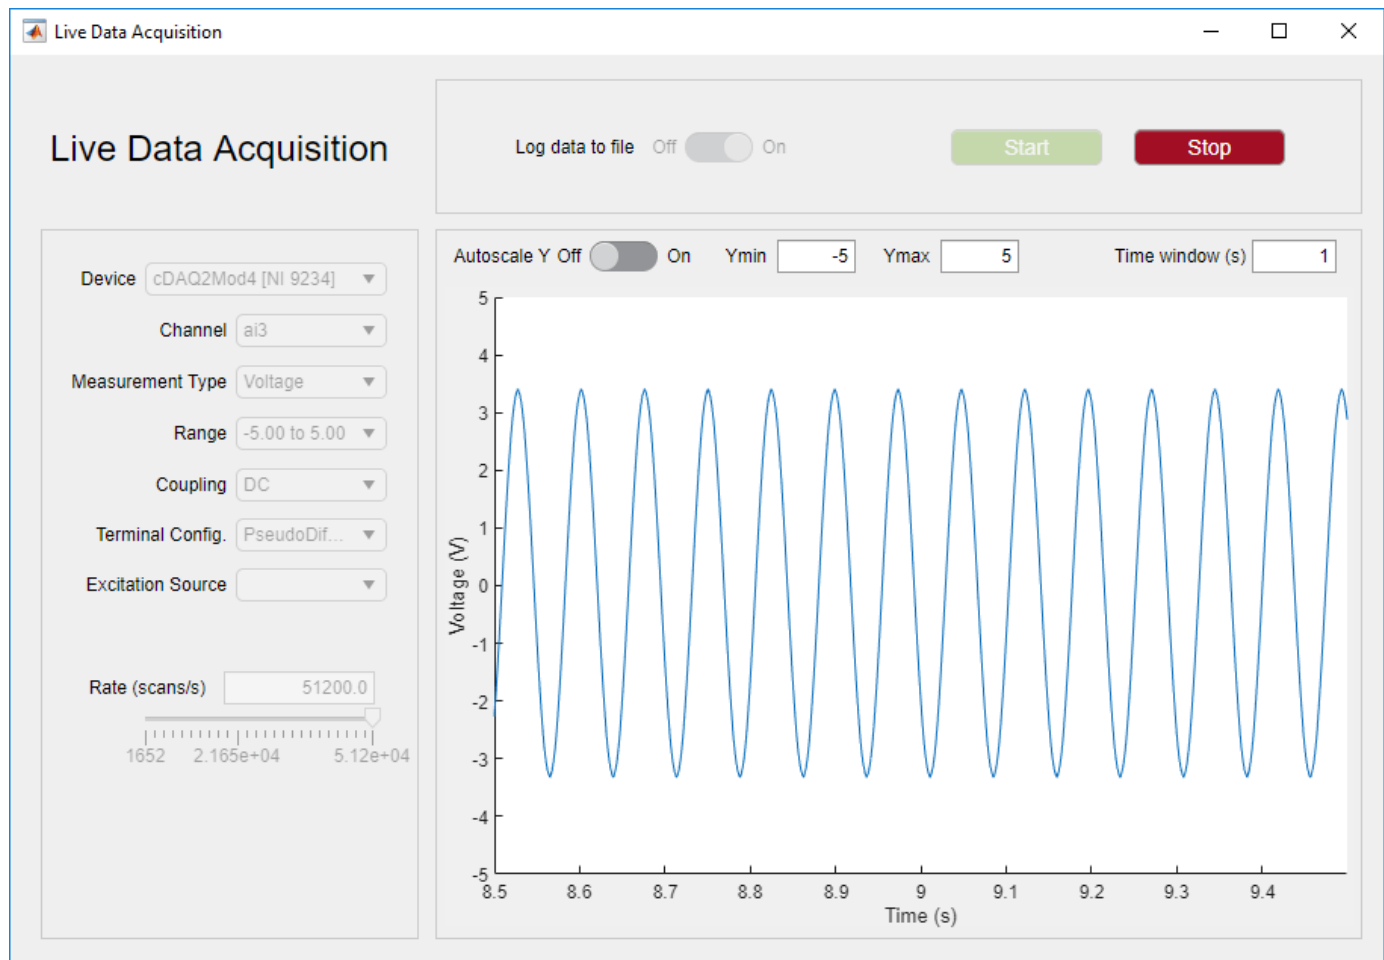 Live Data Acquisition
Live Data Acquisition
Log data to file Off On Start Stop
Device cDAQ2Mod4 [NI 9234]
Channel ai3
Measurement Type Voltage
Range -5.00 to 5.00
Coupling DC
Terminal Config. PseudoDif...
Excitation Source
Rate (scans/s) 51200.0
1652 2.165e+04 5.12e+04
Autoscale Y Off On Ymin -5 Ymax 5 Time window (s) 1
5
4
3
2
1
0
-1
-2
-3
-4
-5
Voltage (V)
8.5 8.6 8.7 8.8 8.9 9 9.1 9.2 9.3 9.4
Time (s)